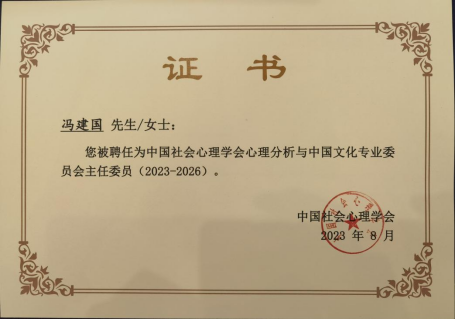 证书
冯建国 先生/女士：
您被聘任为中国社会心理学会心理分析与中国文化专业委
员会主任委员（2023-2026）。
中国社会心理学会
2023 年 8 月